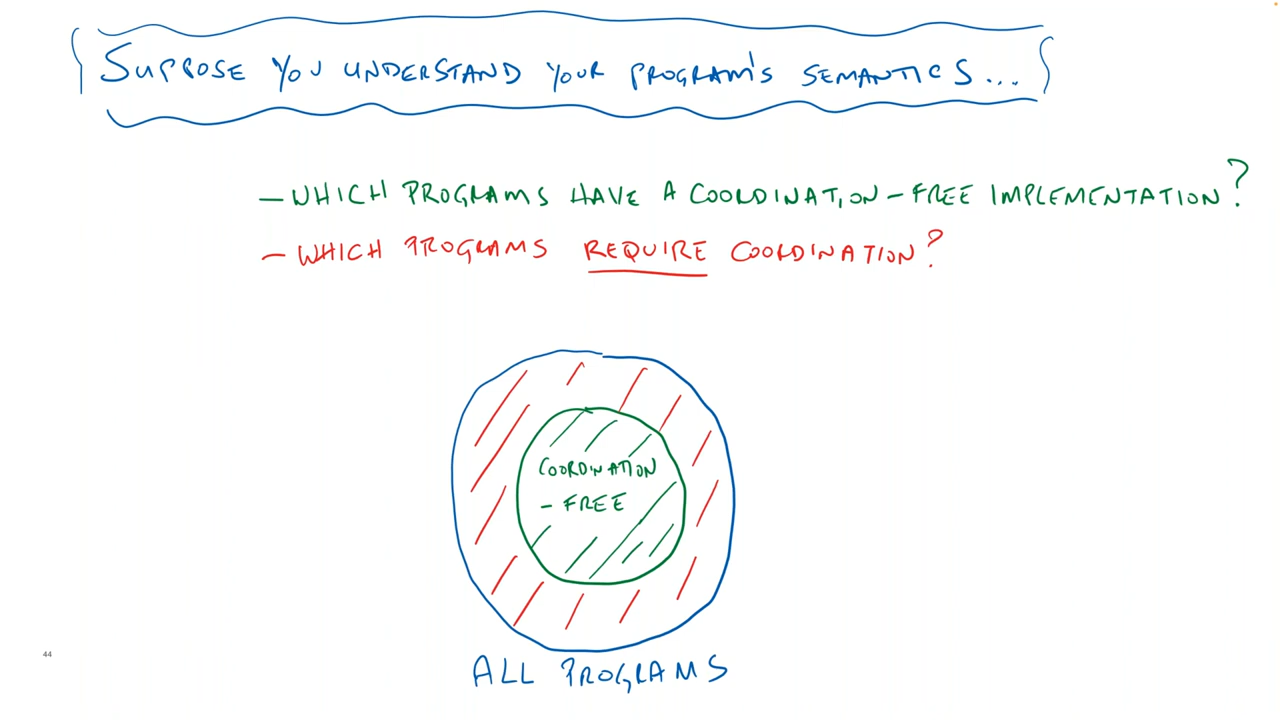 SUPPOSE YOU UNDERSTAND YOUR PROGRAM'S SEMANTICS...
- WHICH PROGRAMS HAVE A COORDINATION-FREE IMPLEMENTATION?
- WHICH PROGRAMS REQUIRE COORDINATION?
COORDINATION
- FREE
44
ALL PROGRAMS